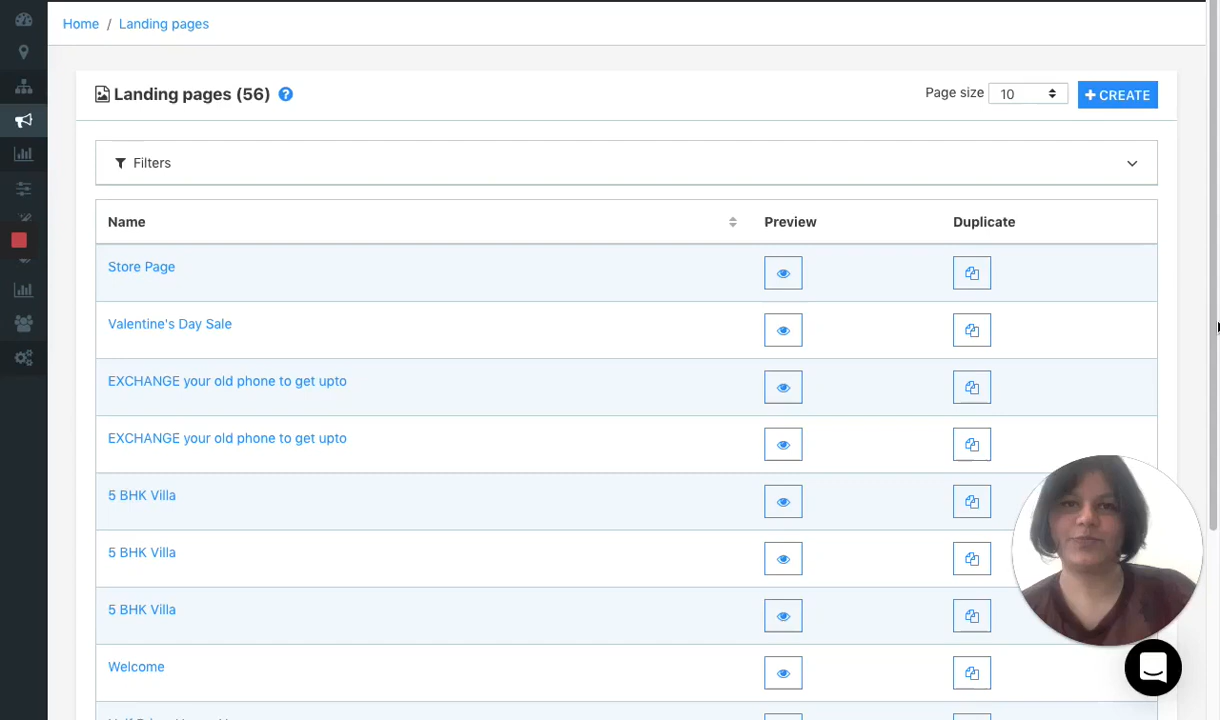 Home / Landing pages
Landing pages (56)
Page size 10 CREATE
Filters
Name Preview Duplicate
Store Page
Valentine's Day Sale
EXCHANGE your old phone to get upto
EXCHANGE your old phone to get upto
5 BHK Villa
5 BHK Villa
5 BHK Villa
Welcome